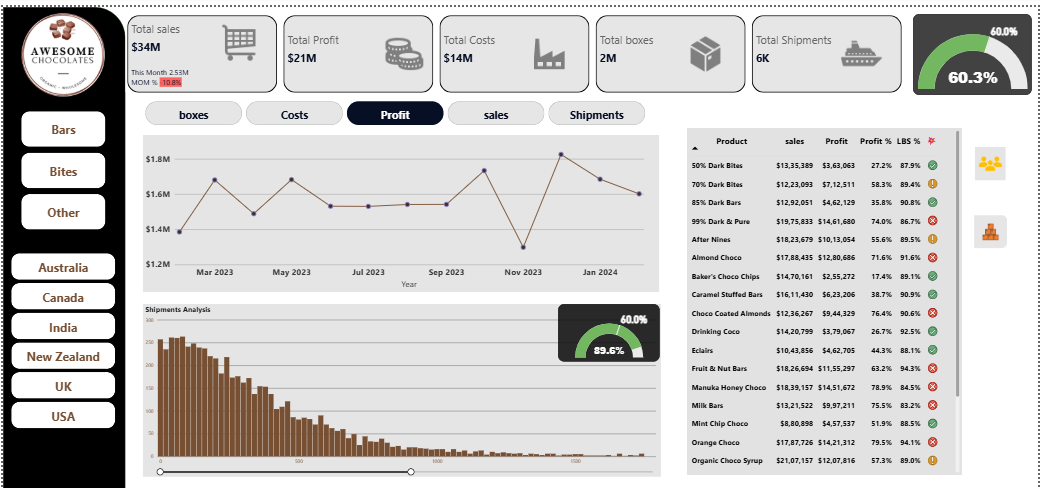 AWESOME
CHOCOLATES
ORGANIC • WHOLESOME
Bars
Bites
Other
Australia
Canada
India
New Zealand
UK
USA
Total sales
$34M
This Month 2.53M
MOM % -10.8%
Total Profit
$21M
Total Costs
$14M
Total boxes
2M
Total Shipments
6K
60.0%
60.3%
boxes Costs Profit sales Shipments
$1.8M
$1.6M
$1.4M
$1.2M
Mar 2023 May 2023 Jul 2023 Sep 2023 Nov 2023 Jan 2024
Year
Shipments Analysis
300
250
200
150
100
50
0
0 500 1000 1500
60.0%
89.6%
Product sales Profit Profit % LBS %
50% Dark Bites $13,35,389 $3,63,063 27.2% 87.9%
70% Dark Bites $12,23,093 $7,12,511 58.3% 89.4%
85% Dark Bars $12,92,051 $4,62,129 35.8% 90.8%
99% Dark & Pure $19,75,833 $14,61,680 74.0% 86.7%
After Nines $18,23,679 $10,13,054 55.6% 89.5%
Almond Choco $17,88,435 $12,80,686 71.6% 91.6%
Baker's Choco Chips $14,70,161 $2,55,272 17.4% 89.1%
Caramel Stuffed Bars $16,11,430 $6,23,206 38.7% 90.9%
Choco Coated Almonds $12,36,267 $9,44,329 76.4% 90.6%
Drinking Coco $14,20,799 $3,79,067 26.7% 92.5%
Eclairs $10,43,856 $4,62,705 44.3% 88.1%
Fruit & Nut Bars $18,26,694 $11,55,297 63.2% 94.3%
Manuka Honey Choco $18,39,157 $14,51,672 78.9% 84.5%
Milk Bars $13,21,522 $9,97,211 75.5% 83.2%
Mint Chip Choco $8,80,898 $4,57,537 51.9% 88.5%
Orange Choco $17,87,726 $14,21,312 79.5% 94.1%
Organic Choco Syrup $21,07,157 $12,07,816 57.3% 89.0%